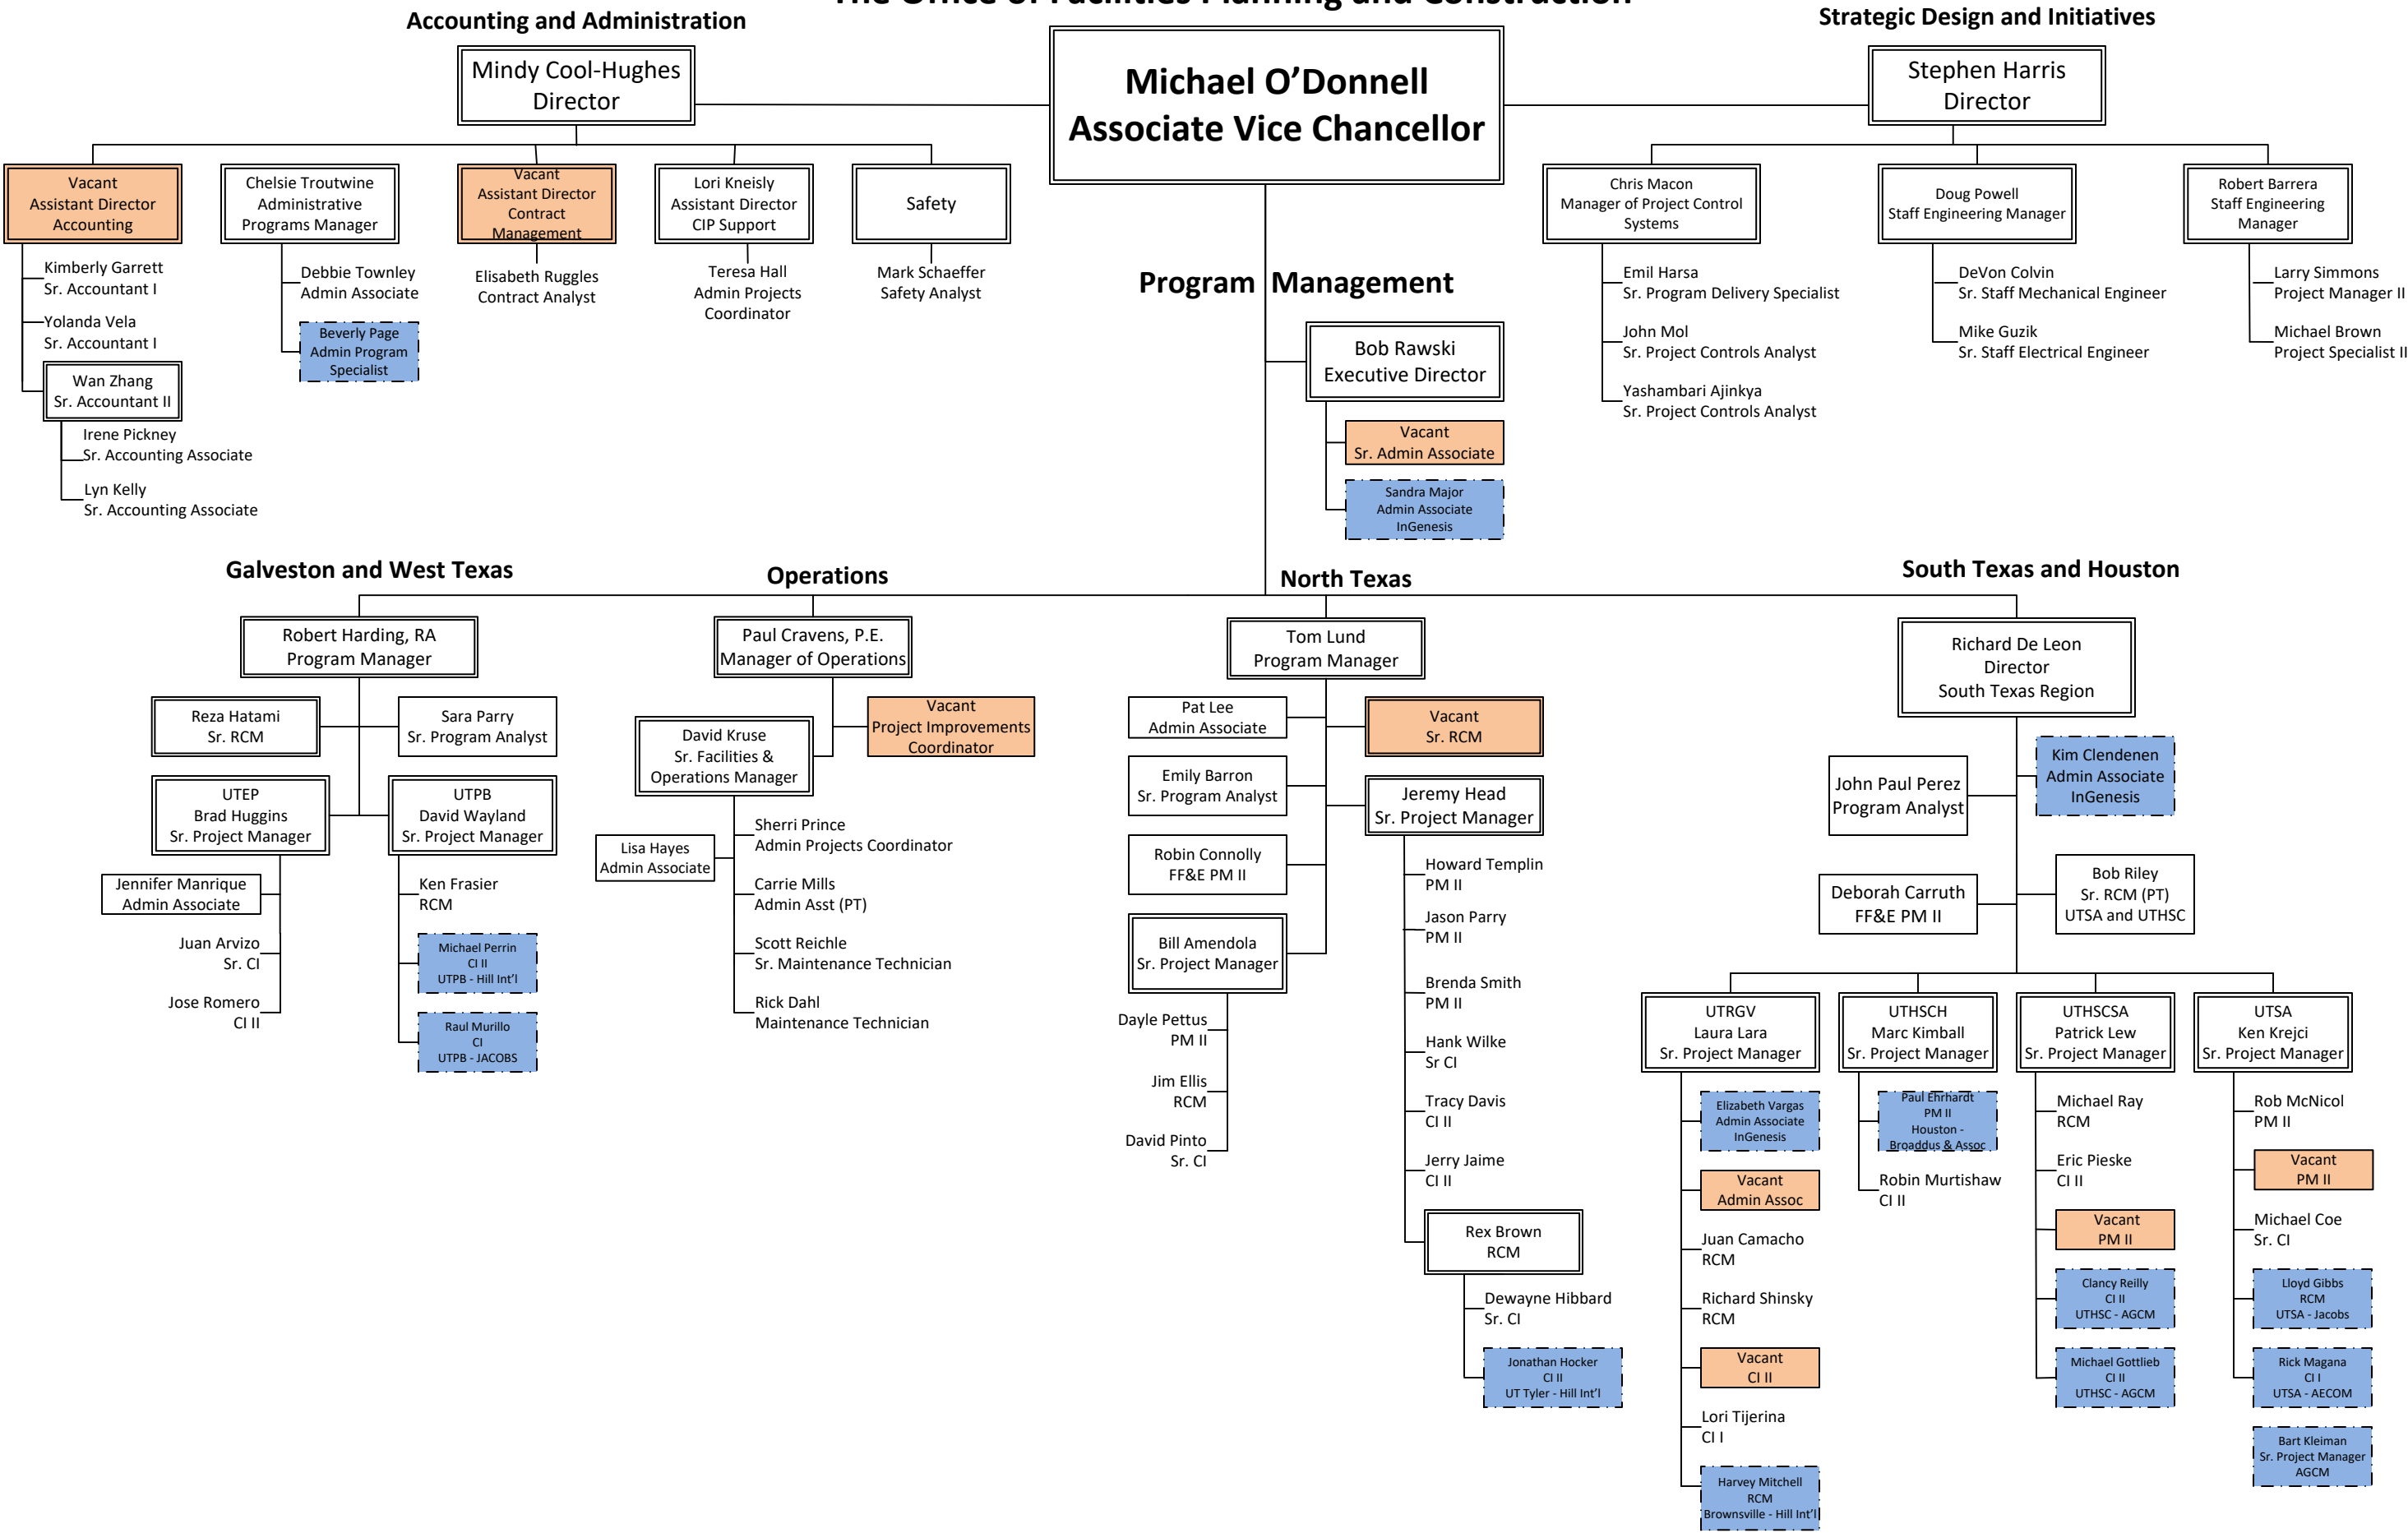 The Office of Facilities Planning and Construction
Accounting and Administration
Strategic Design and Initiatives
Mindy Cool-Hughes
Director
Michael O’Donnell
Associate Vice Chancellor
Stephen Harris
Director
Vacant
Assistant Director
Accounting
Kimberly Garrett
Sr. Accountant I
Yolanda Vela
Sr. Accountant I
Wan Zhang
Sr. Accountant II
Irene Pickney
Sr. Accounting Associate
Lyn Kelly
Sr. Accounting Associate
Chelsie Troutwine
Administrative
Programs Manager
Debbie Townley
Admin Associate
Beverly Page
Admin Program
Specialist
Vacant
Assistant Director
Contract
Management
Elisabeth Ruggles
Contract Analyst
Lori Kneisly
Assistant Director
CIP Support
Teresa Hall
Admin Projects
Coordinator
Safety
Mark Schaeffer
Safety Analyst
Chris Macon
Manager of Project Control
Systems
Emil Harsa
Sr. Program Delivery Specialist
John Mol
Sr. Project Controls Analyst
Yashambari Ajinkya
Sr. Project Controls Analyst
Doug Powell
Staff Engineering Manager
DeVon Colvin
Sr. Staff Mechanical Engineer
Mike Guzik
Sr. Staff Electrical Engineer
Robert Barrera
Staff Engineering
Manager
Larry Simmons
Project Manager II
Michael Brown
Project Specialist II
Program Management
Bob Rawski
Executive Director
Vacant
Sr. Admin Associate
Sandra Major
Admin Associate
InGenesis
Galveston and West Texas
Robert Harding, RA
Program Manager
Reza Hatami
Sr. RCM
Sara Parry
Sr. Program Analyst
UTEP
Brad Huggins
Sr. Project Manager
Jennifer Manrique
Admin Associate
Juan Arvizo
Sr. CI
Jose Romero
CI II
UTPB
David Wayland
Sr. Project Manager
Ken Frasier
RCM
Michael Perrin
CI II
UTPB - Hill Int’l
Raul Murillo
CI
UTPB - JACOBS
Operations
Paul Cravens, P.E.
Manager of Operations
Vacant
Project Improvements
Coordinator
David Kruse
Sr. Facilities &
Operations Manager
Lisa Hayes
Admin Associate
Sherri Prince
Admin Projects Coordinator
Carrie Mills
Admin Asst (PT)
Scott Reichle
Sr. Maintenance Technician
Rick Dahl
Maintenance Technician
North Texas
Tom Lund
Program Manager
Pat Lee
Admin Associate
Vacant
Sr. RCM
Emily Barron
Sr. Program Analyst
Robin Connolly
FF&E PM II
Bill Amendola
Sr. Project Manager
Dayle Pettus
PM II
Jim Ellis
RCM
David Pinto
Sr. CI
Jeremy Head
Sr. Project Manager
Howard Templin
PM II
Jason Parry
PM II
Brenda Smith
PM II
Hank Wilke
Sr CI
Tracy Davis
CI II
Jerry Jaime
CI II
Rex Brown
RCM
Dewayne Hibbard
Sr. CI
Jonathan Hocker
CI II
UT Tyler - Hill Int’l
South Texas and Houston
Richard De Leon
Director
South Texas Region
Kim Clendenen
Admin Associate
InGenesis
John Paul Perez
Program Analyst
Deborah Carruth
FF&E PM II
Bob Riley
Sr. RCM (PT)
UTSA and UTHSC
UTRGV
Laura Lara
Sr. Project Manager
Elizabeth Vargas
Admin Associate
InGenesis
Vacant
Admin Assoc
Juan Camacho
RCM
Richard Shinsky
RCM
Vacant
CI II
Lori Tijerina
CI I
Harvey Mitchell
RCM
Brownsville - Hill Int’l
UTHSCH
Marc Kimball
Sr. Project Manager
Paul Ehrhardt
PM II
Houston -
Broaddus & Assoc
Robin Murtishaw
CI II
UTHSCSA
Patrick Lew
Sr. Project Manager
Michael Ray
RCM
Eric Pieske
CI II
Vacant
PM II
Clancy Reilly
CI II
UTHSC - AGCM
Michael Gottlieb
CI II
UTHSC - AGCM
UTSA
Ken Krejci
Sr. Project Manager
Rob McNicol
PM II
Vacant
PM II
Michael Coe
Sr. CI
Lloyd Gibbs
RCM
UTSA - Jacobs
Rick Magana
CI I
UTSA - AECOM
Bart Kleiman
Sr. Project Manager
AGCM